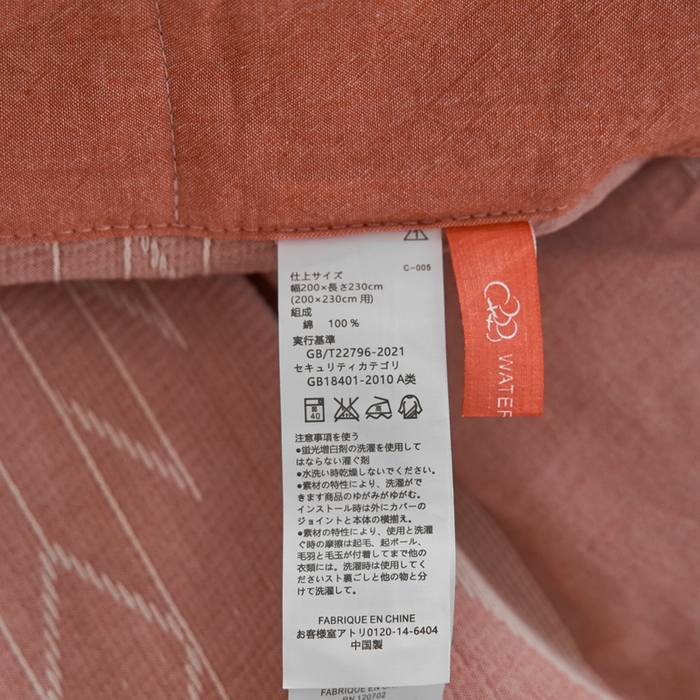 1
C-005
仕上サイズ
幅200×長さ230cm
(200×230cm 用)
組成
綿 100 %
実行基準
GB/T22796-2021
セキュリティカテゴリ
GB18401-2010 A类
40
注意事項を使う
●蛍光増白剤の洗濯を使用して
はならない濯ぐ剤
●水洗い時乾燥しないでください。
●素材の特性により、洗濯がで
きます商品のゆがみがゆがむ。
インストール時は外にカバーの
ジョイントと本体の横揃え。
●素材の特性により、使用と洗濯
ぐ時の摩擦は起毛、起ボール、
毛羽と毛玉が付着してまで他の
衣類には。洗濯時は使用してく
ださいスト裏ごしと他の物と分
けて洗濯して。
FABRIQUE EN CHINE
お客様室アトリ0120-14-6404
中国製
FABRIQUE EN
RN 120702
WATER